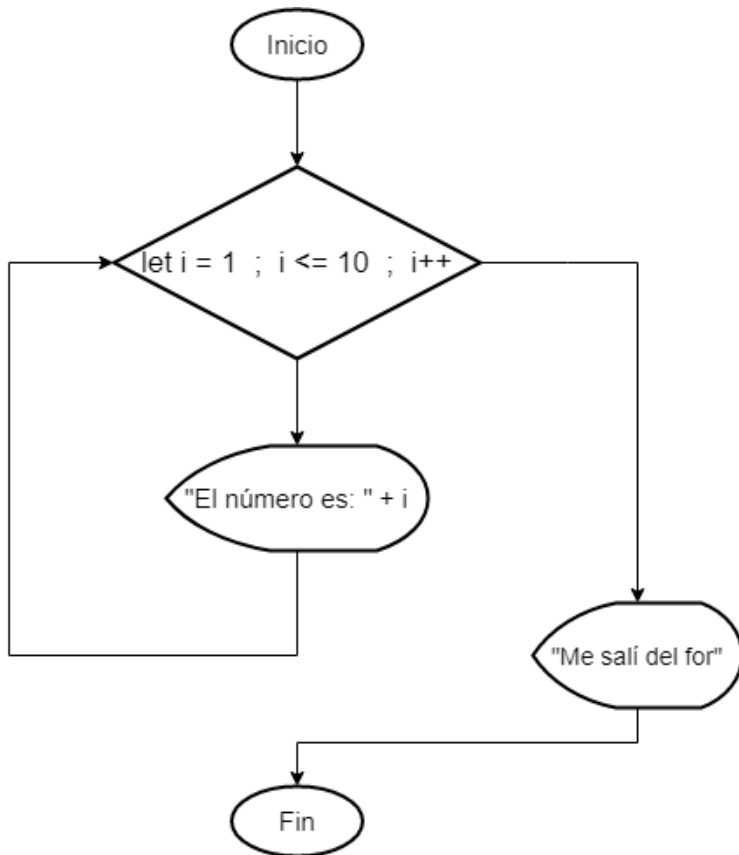 Inicio
let i = 1 ; i <= 10 ; i++
"El número es: " + i
"Me salí del for"
Fin